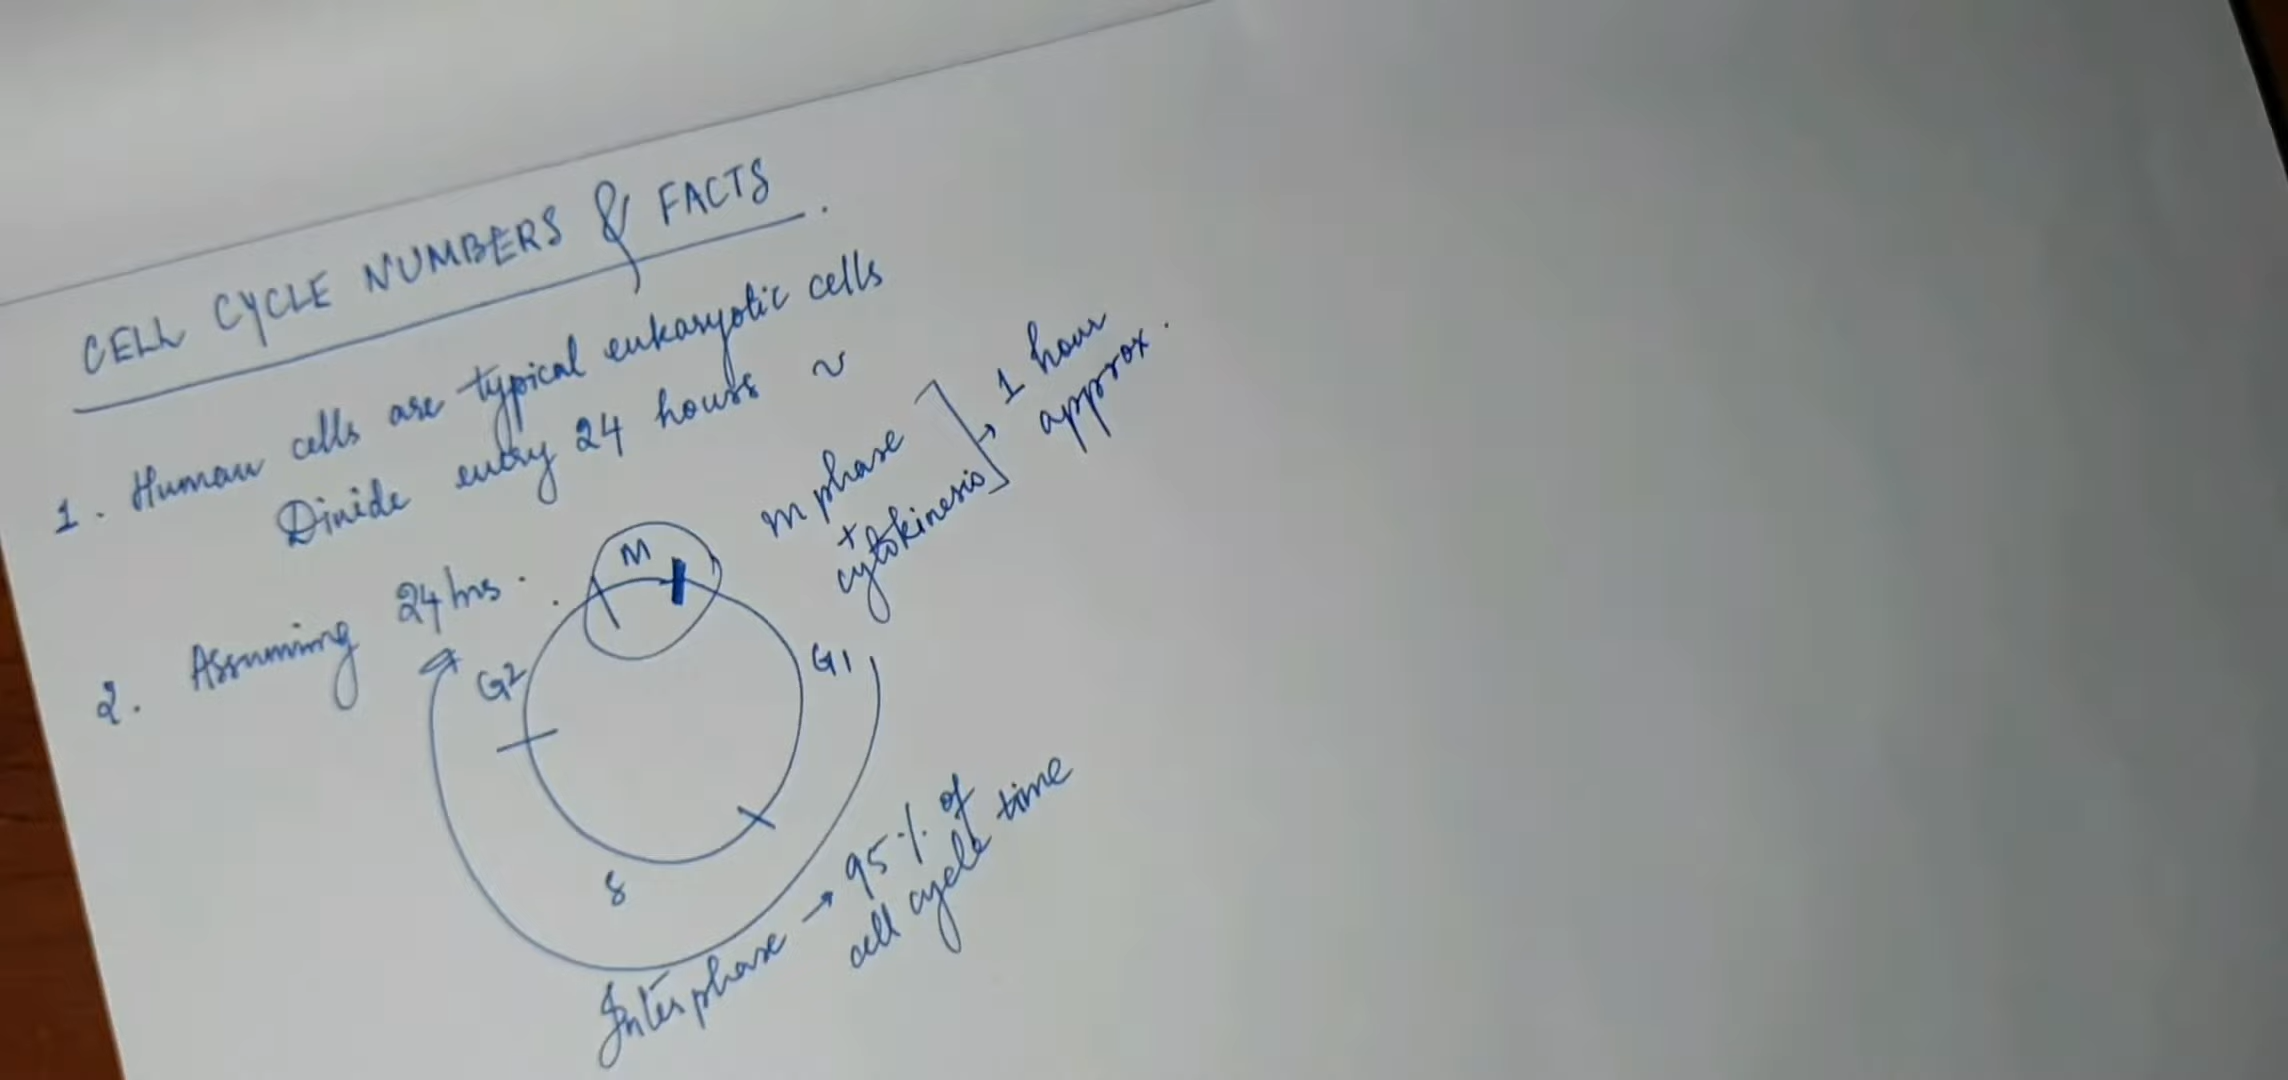 CELL CYCLE NUMBERS & FACTS.
1. Human cells are typical eukaryotic cells
Divide every 24 hours ~
2. Assuming 24 hrs.
M
G1
S
G2
M phase
+
cytokinesis
→ 1 hour
approx.
Interphase → 95% of
cell cycle time